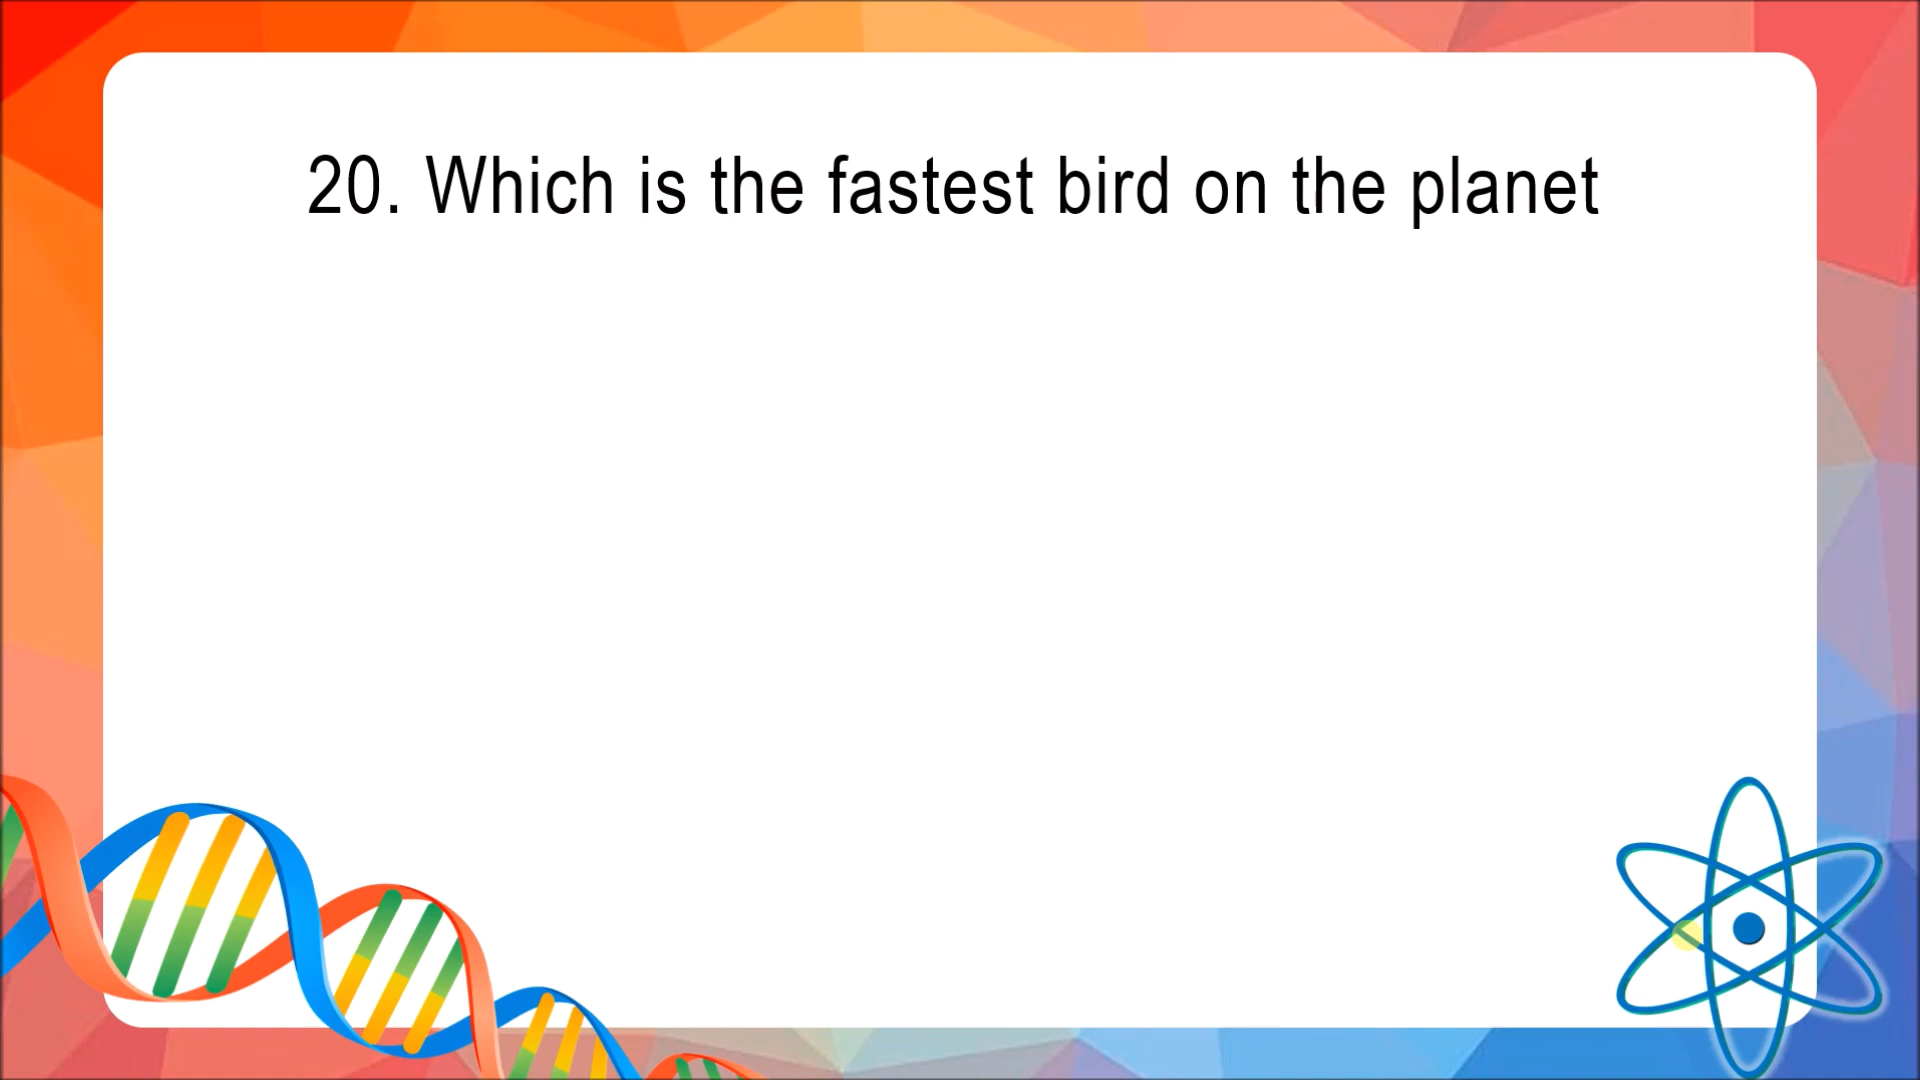 20. Which is the fastest bird on the planet